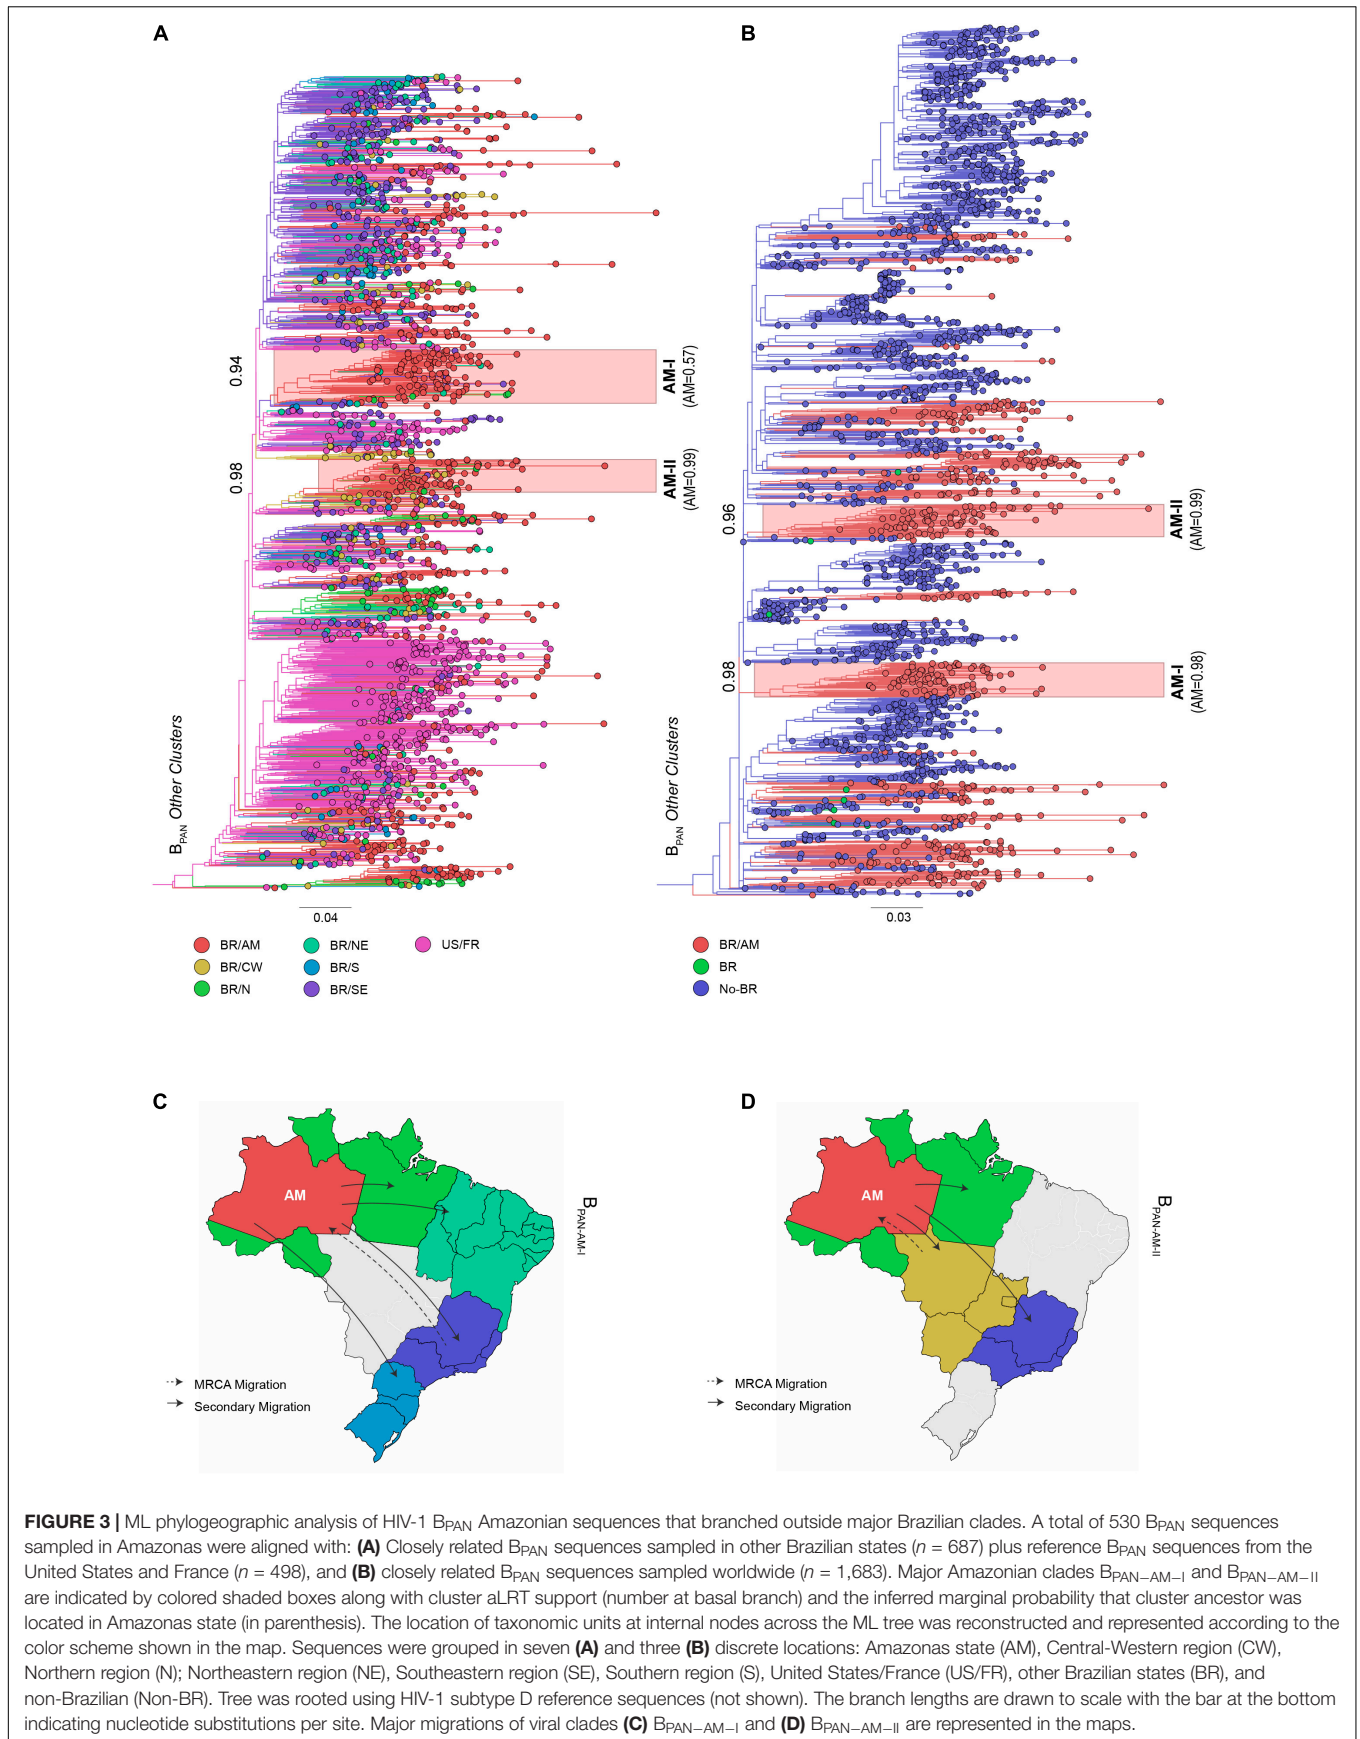 A
B
0.94
AM-I
(AM=0.57)
0.98
AM-II
(AM=0.99)
B PAN Other Clusters
0.04
BR/AM
BR/NE
US/FR
BR/CW
BR/S
BR/N
BR/SE
0.96
AM-II
(AM=0.99)
0.98
AM-I
(AM=0.98)
B PAN Other Clusters
0.03
BR/AM
BR
No-BR
C
AM
B PAN-AM-I
MRCA Migration
Secondary Migration
D
AM
B PAN-AM-II
MRCA Migration
Secondary Migration
FIGURE 3 | ML phylogeographic analysis of HIV-1 BPAN Amazonian sequences that branched outside major Brazilian clades. A total of 530 BPAN sequences
sampled in Amazonas were aligned with: (A) Closely related BPAN sequences sampled in other Brazilian states (n = 687) plus reference BPAN sequences from the
United States and France (n = 498), and (B) closely related BPAN sequences sampled worldwide (n = 1,683). Major Amazonian clades BPAN−AM−I and BPAN−AM−II
are indicated by colored shaded boxes along with cluster aLRT support (number at basal branch) and the inferred marginal probability that cluster ancestor was
located in Amazonas state (in parenthesis). The location of taxonomic units at internal nodes across the ML tree was reconstructed and represented according to the
color scheme shown in the map. Sequences were grouped in seven (A) and three (B) discrete locations: Amazonas state (AM), Central-Western region (CW),
Northern region (N); Northeastern region (NE), Southeastern region (SE), Southern region (S), United States/France (US/FR), other Brazilian states (BR), and
non-Brazilian (Non-BR). Tree was rooted using HIV-1 subtype D reference sequences (not shown). The branch lengths are drawn to scale with the bar at the bottom
indicating nucleotide substitutions per site. Major migrations of viral clades (C) BPAN−AM−I and (D) BPAN−AM−II are represented in the maps.